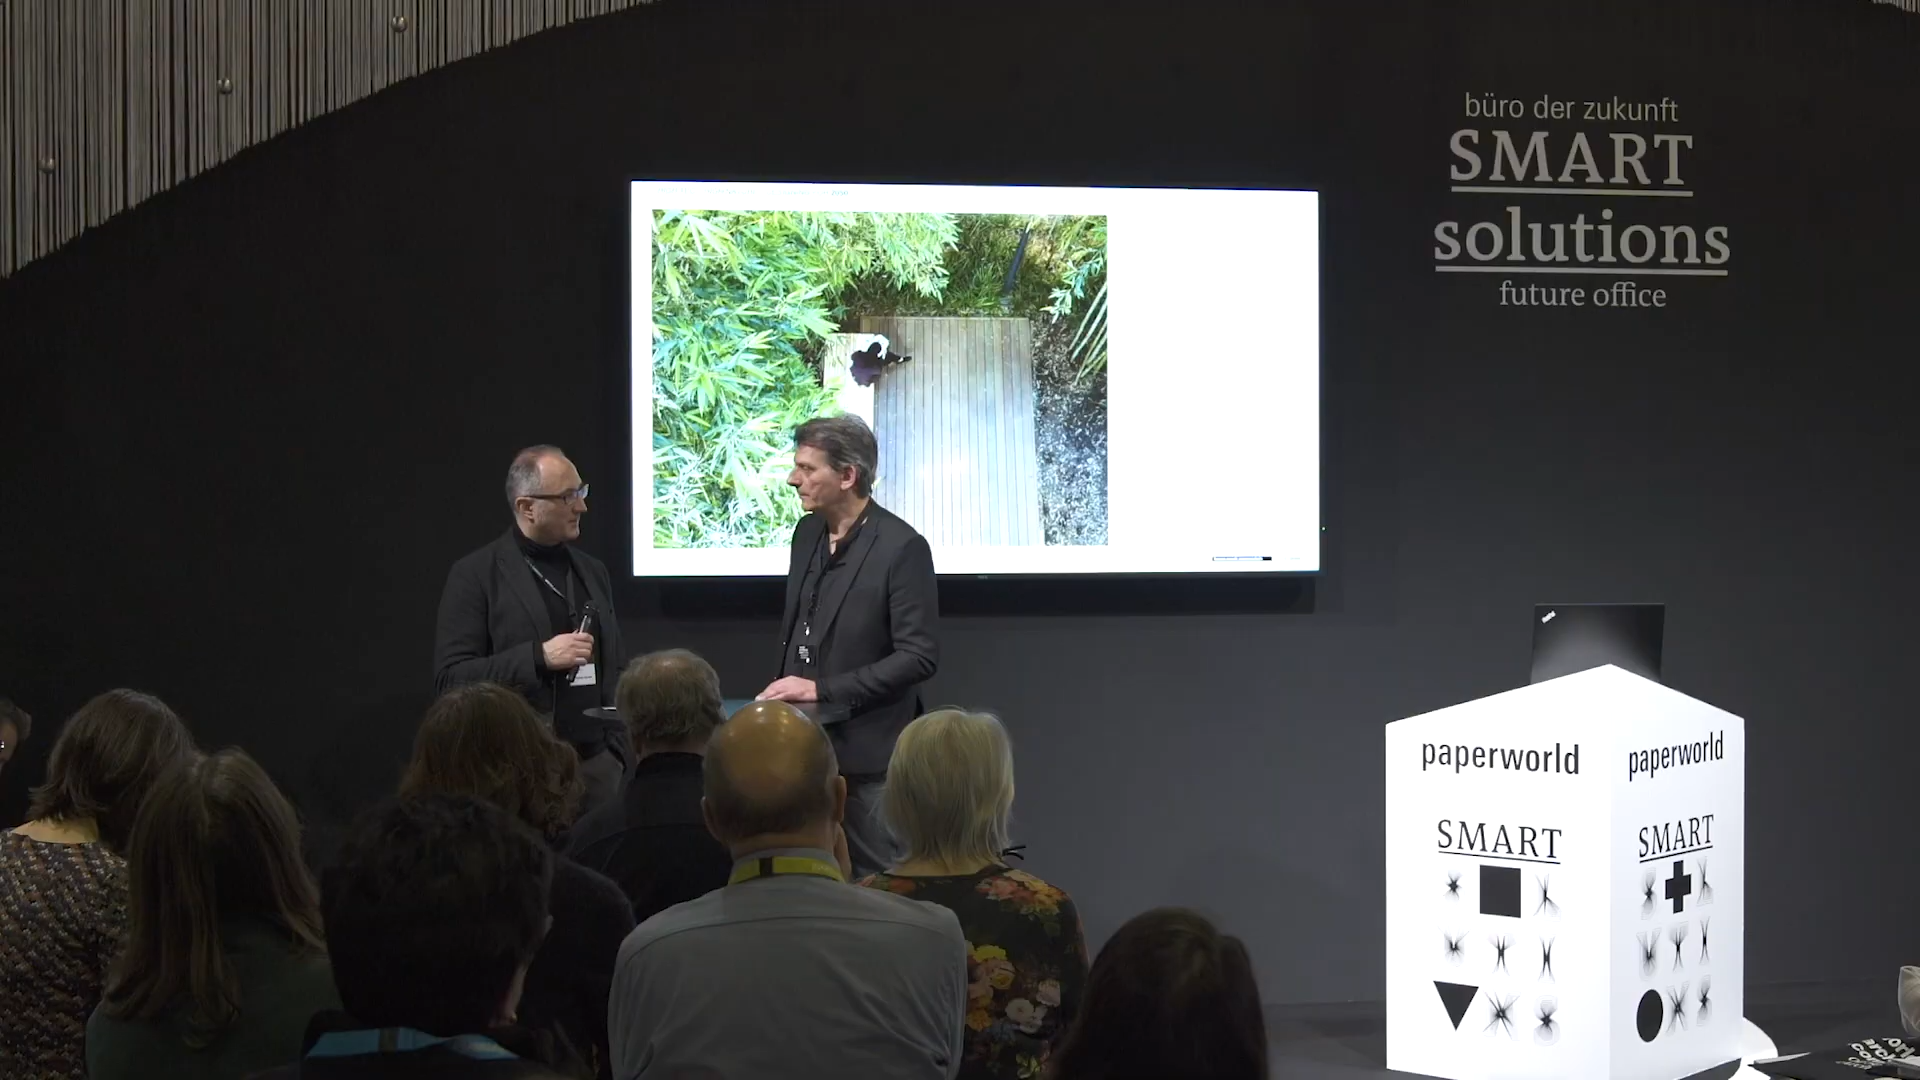 büro der zukunft
SMART
solutions
future office
paperworld
SMART
paperworld
SMART